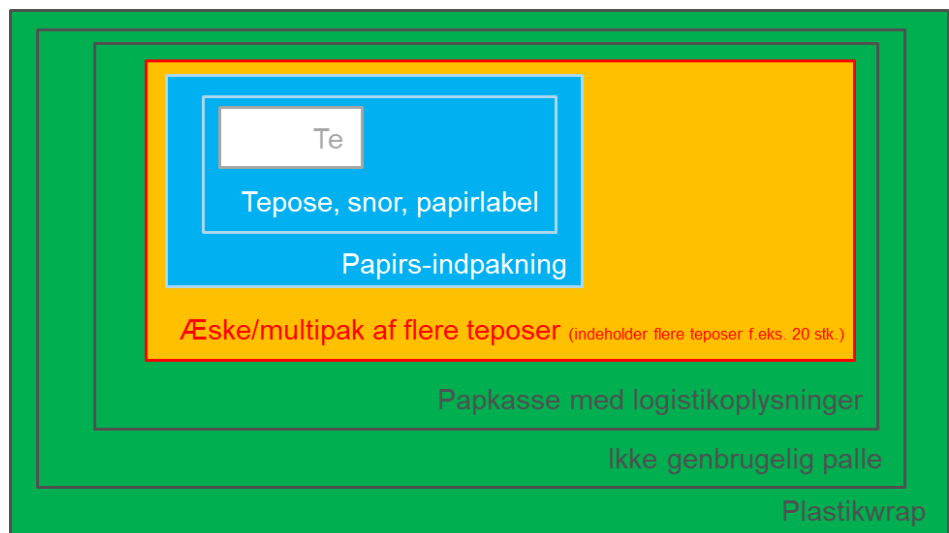 Te
Tepose, snor, papirlabel
Papirs-indpakning
Æske/multipak af flere teposer (indeholder flere teposer f.eks. 20 stk.)
Papkasse med logistikoplysninger
Ikke genbrugelig palle
Plastikwrap